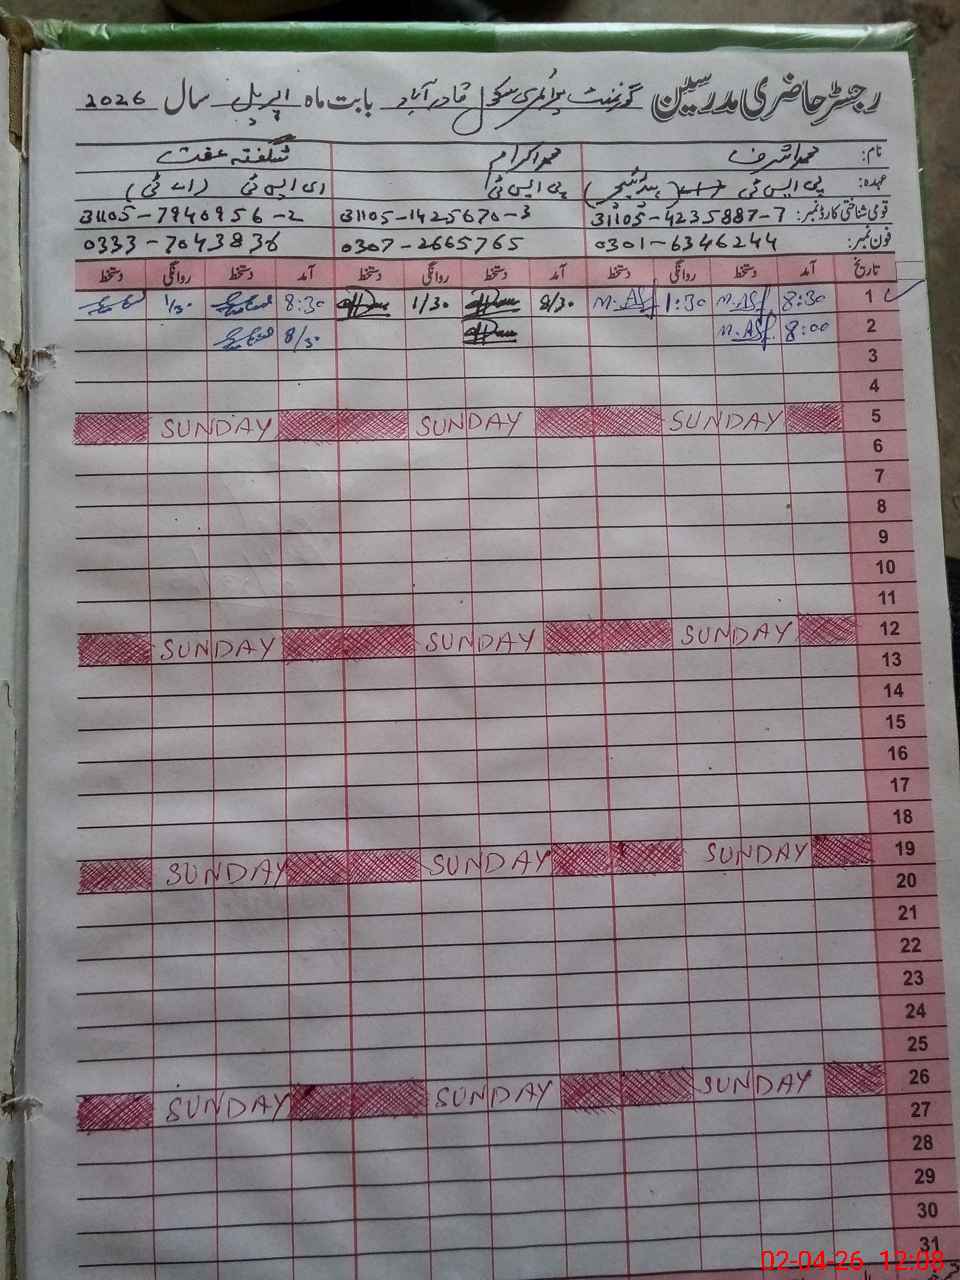 رجسٹر حاضری مدرسین گورنمنٹ پرائمری سکول قادر آباد بابت ماہ اپریل سال 2026
نام: محمد اشرف محمد اکرام شگفتہ عفت
عہدہ: پی ایس ٹی (ہیڈ ٹیچر) پی ایس ٹی ای ایس ٹی (اے ٹی)
قومی شناختی کارڈ نمبر: 31105-4235887-7 31105-1425670-3 31105-7940956-2
فون نمبر: 0301-6346244 0307-2665765 0333-7043836
تاریخ آمد دستخط روانگی دستخط آمد دستخط روانگی دستخط آمد دستخط روانگی دستخط
1 8:30 M.ASf 1:30 M.ASf 8/30 1/30 8:30 1/30
2 8:00 M.ASf 8/30
3
4
5 SUNDAY SUNDAY SUNDAY
6
7
8
9
10
11
12 SUNDAY SUNDAY SUNDAY
13
14
15
16
17
18
19 SUNDAY SUNDAY SUNDAY
20
21
22
23
24
25
26 SUNDAY SUNDAY SUNDAY
27
28
29
30
31
02-04-26 12:08